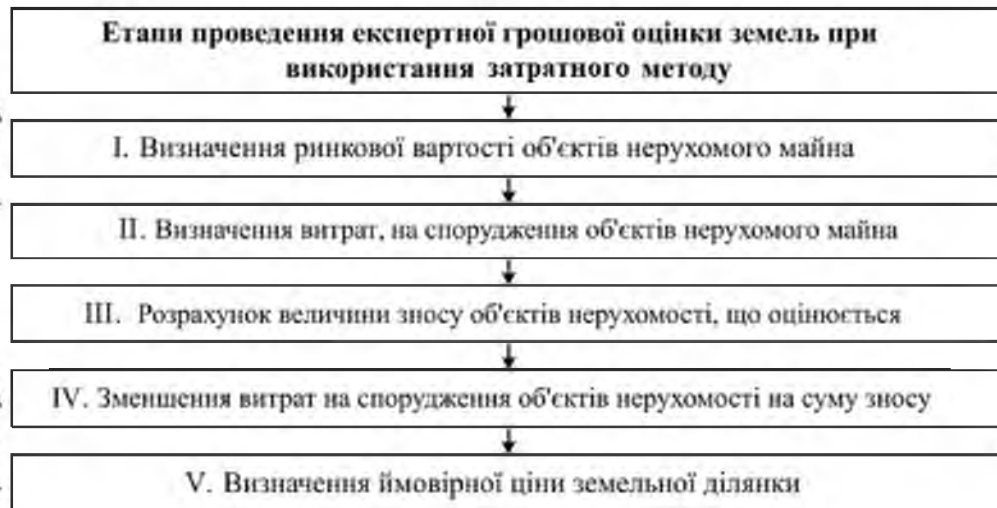 Етапи проведення експертної грошової оцінки земель при
використання затратного методу
І. Визначення ринкової вартості об'єктів нерухомого майна
ІІ. Визначення витрат, на спорудження об'єктів нерухомого майна
ІІІ. Розрахунок величини зносу об'єктів нерухомості, що оцінюється
IV. Зменшення витрат на спорудження об'єктів нерухомості на суму зносу
V. Визначення ймовірної ціни земельної ділянки